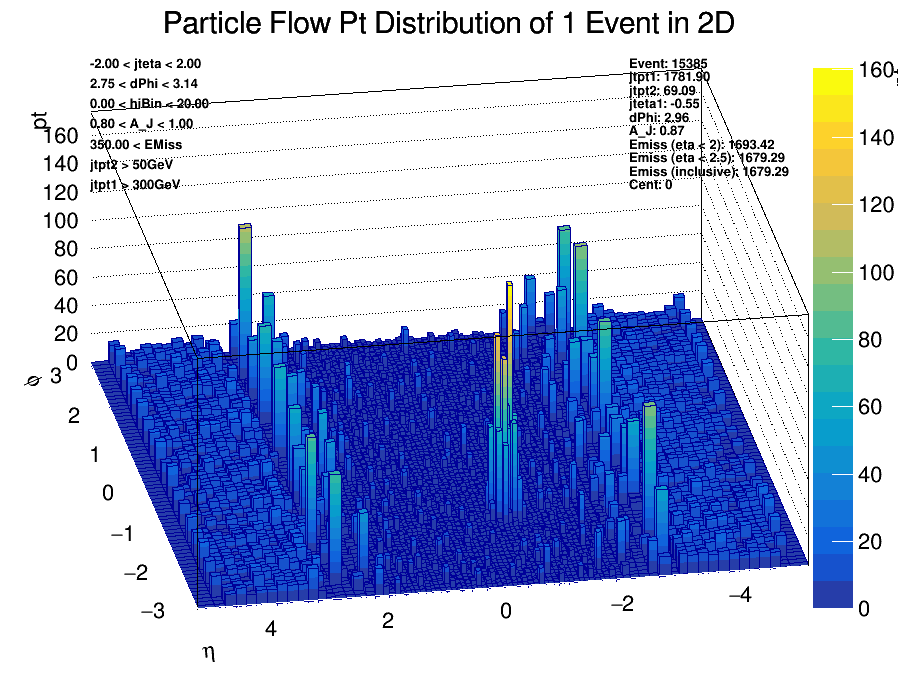 Particle Flow Pt Distribution of 1 Event in 2D
-2.00 < jteta < 2.00
2.75 < dPhi < 3.14
0.00 < hiBin < 20.00
0.80 < A_J < 1.00
350.00 < EMiss
jtpt2 > 50GeV
jtpt1 > 300GeV
Event: 15385
jtpt1: 1781.90
jtpt2: 69.09
jteta1: -0.55
dPhi: 2.96
A_J: 0.87
Emiss (eta < 2): 1693.42
Emiss (eta < 2.5): 1679.29
Emiss (inclusive): 1679.29
Cent: 0
pt
160
140
120
100
80
60
40
20
0
φ
3
2
1
0
−1
−2
−3
4
2
0
−2
−4
η
160
140
120
100
80
60
40
20
0